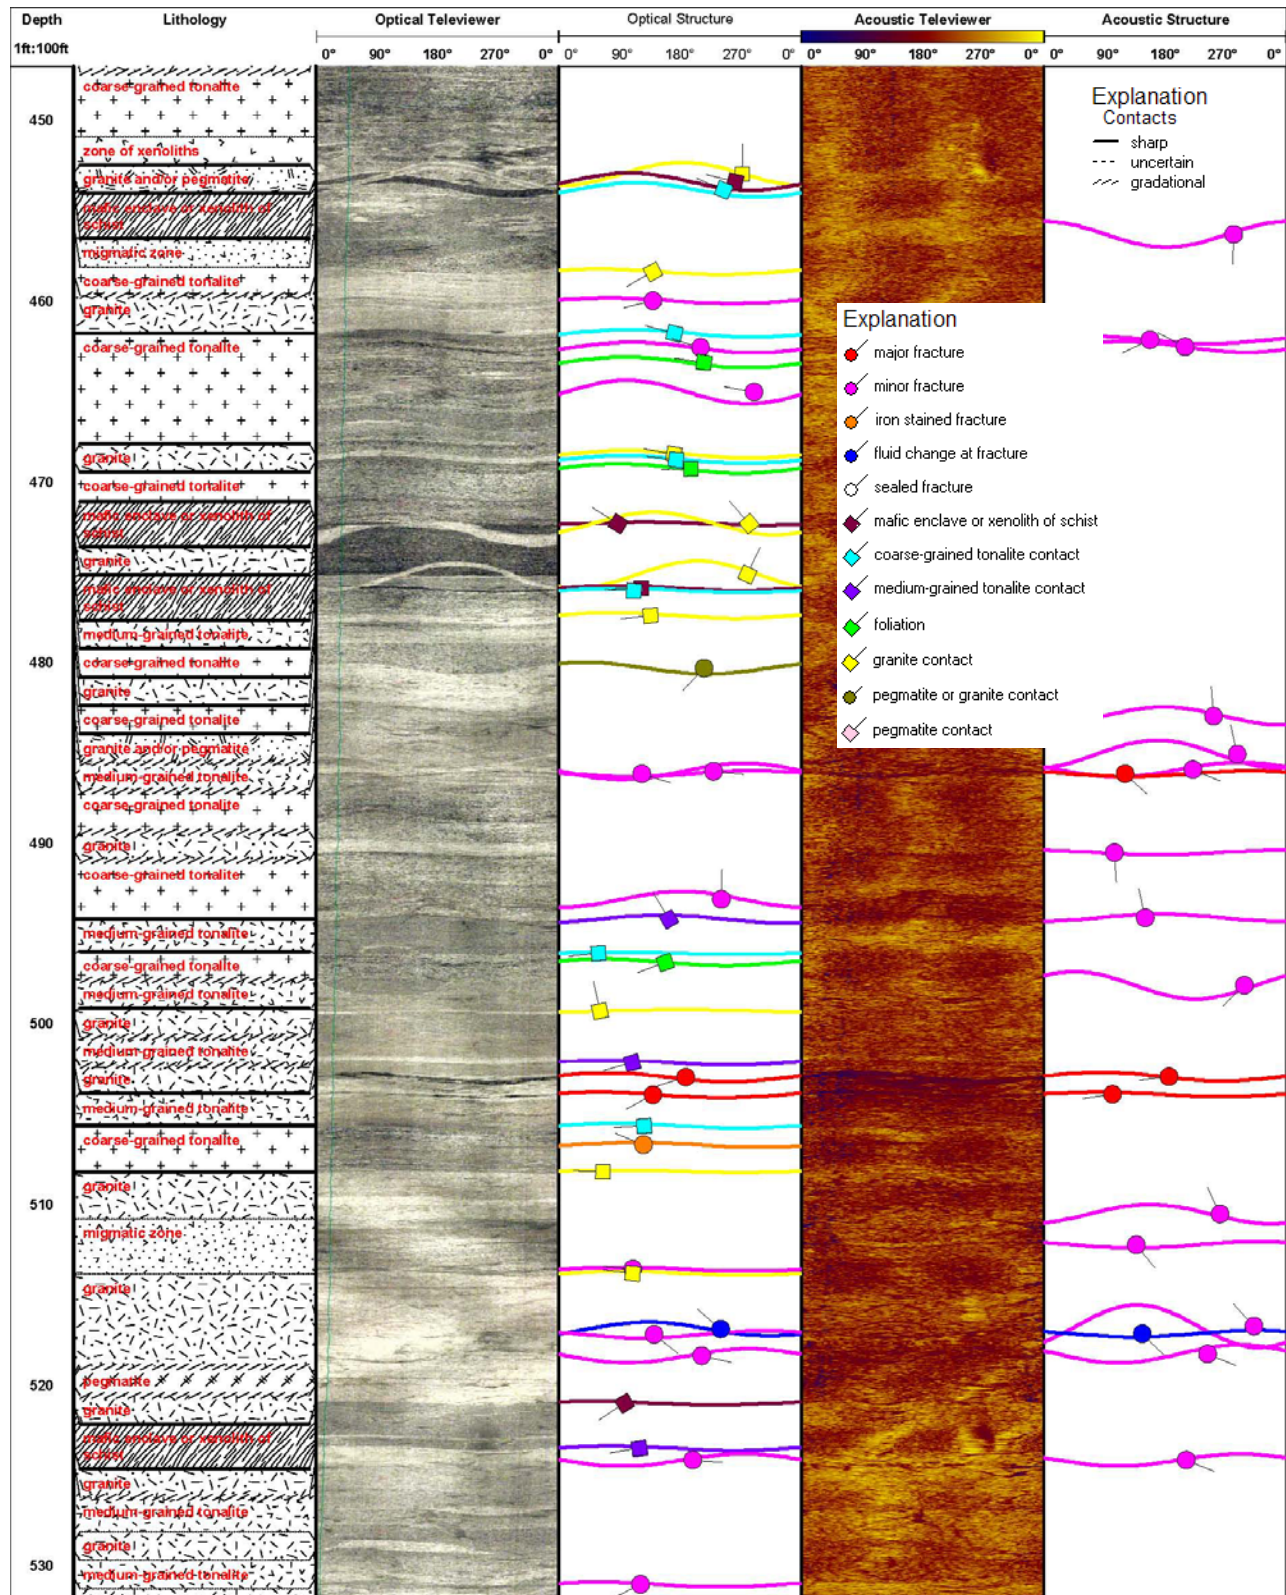 Depth Lithology Optical Televiewer Optical Structure Acoustic Televiewer Acoustic Structure
1ft:100ft 0° 90° 180° 270° 0° 0° 90° 180° 270° 0° 0° 90° 180° 270° 0° 0° 90° 180° 270° 0°
coarse-grained tonalite
450
zone of xenoliths
granite and/or pegmatite
mafic enclave or xenolith of
schist
migmatic zone
coarse-grained tonalite
460
granite
coarse-grained tonalite
granite
470
coarse-grained tonalite
mafic enclave or xenolith of
schist
granite
mafic enclave or xenolith of
schist
medium-grained tonalite
480
coarse-grained tonalite
granite
coarse-grained tonalite
granite and/or pegmatite
medium-grained tonalite
coarse-grained tonalite
490
granite
coarse-grained tonalite
medium-grained tonalite
coarse-grained tonalite
medium-grained tonalite
500
granite
medium-grained tonalite
granite
medium-grained tonalite
coarse-grained tonalite
granite
510
migmatic zone
granite
pegmatite
520
granite
mafic enclave or xenolith of
schist
granite
medium-grained tonalite
granite
530
medium-grained tonalite
Explanation
Contacts
sharp
uncertain
gradational
Explanation
major fracture
minor fracture
iron stained fracture
fluid change at fracture
sealed fracture
mafic enclave or xenolith of schist
coarse-grained tonalite contact
medium-grained tonalite contact
foliation
granite contact
pegmatite or granite contact
pegmatite contact